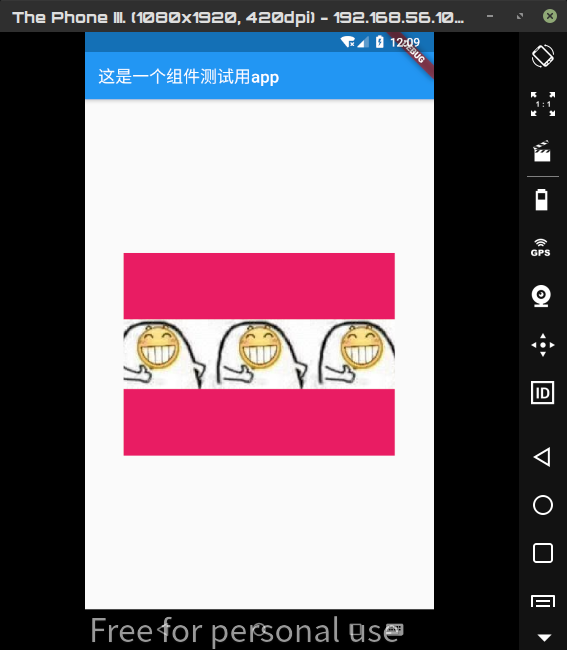 The Phone III. (1080x1920, 420dpi) - 192.168.56.10...
12:09
DEBUG
这是一个组件测试用app
1:1
GPS
ID
Free for personal use